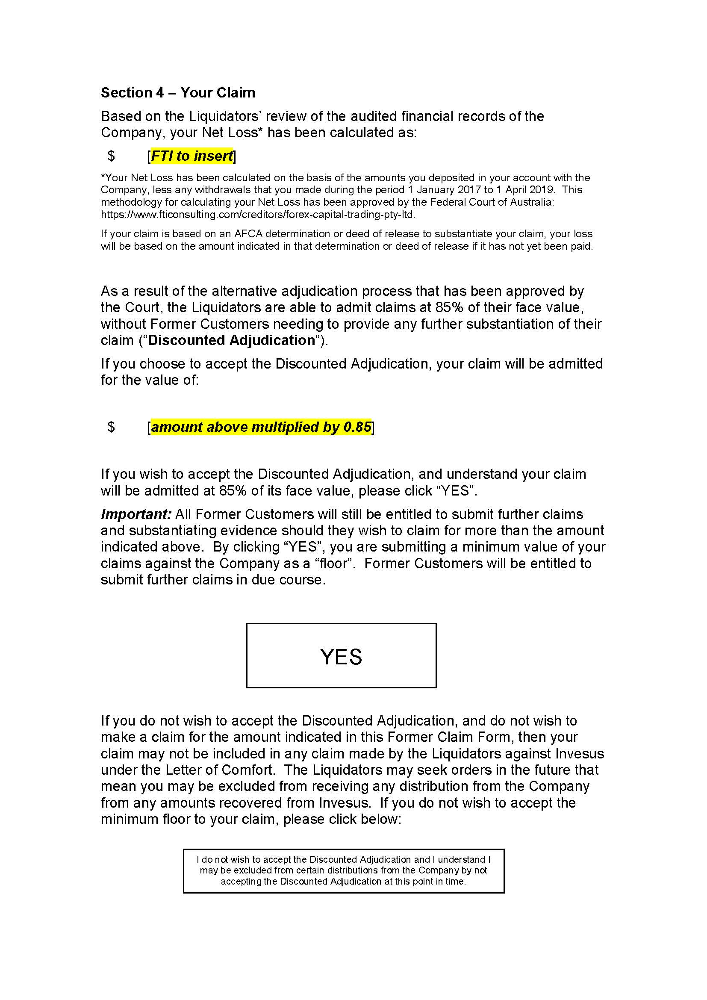 Section 4 – Your Claim
Based on the Liquidators’ review of the audited financial records of the
Company, your Net Loss* has been calculated as:
$ [FTI to insert]
*Your Net Loss has been calculated on the basis of the amounts you deposited in your account with the
Company, less any withdrawals that you made during the period 1 January 2017 to 1 April 2019.  This
methodology for calculating your Net Loss has been approved by the Federal Court of Australia:
https://www.fticonsulting.com/creditors/forex-capital-trading-pty-ltd.
If your claim is based on an AFCA determination or deed of release to substantiate your claim, your loss
will be based on the amount indicated in that determination or deed of release if it has not yet been paid.
As a result of the alternative adjudication process that has been approved by
the Court, the Liquidators are able to admit claims at 85% of their face value,
without Former Customers needing to provide any further substantiation of their
claim (“Discounted Adjudication”).
If you choose to accept the Discounted Adjudication, your claim will be admitted
for the value of:
$ [amount above multiplied by 0.85]
If you wish to accept the Discounted Adjudication, and understand your claim
will be admitted at 85% of its face value, please click “YES”.
Important: All Former Customers will still be entitled to submit further claims
and substantiating evidence should they wish to claim for more than the amount
indicated above.  By clicking “YES”, you are submitting a minimum value of your
claims against the Company as a “floor”.  Former Customers will be entitled to
submit further claims in due course.
YES
If you do not wish to accept the Discounted Adjudication, and do not wish to
make a claim for the amount indicated in this Former Claim Form, then your
claim may not be included in any claim made by the Liquidators against Invesus
under the Letter of Comfort.  The Liquidators may seek orders in the future that
mean you may be excluded from receiving any distribution from the Company
from any amounts recovered from Invesus.  If you do not wish to accept the
minimum floor to your claim, please click below:
I do not wish to accept the Discounted Adjudication and I understand I
may be excluded from certain distributions from the Company by not
accepting the Discounted Adjudication at this point in time.